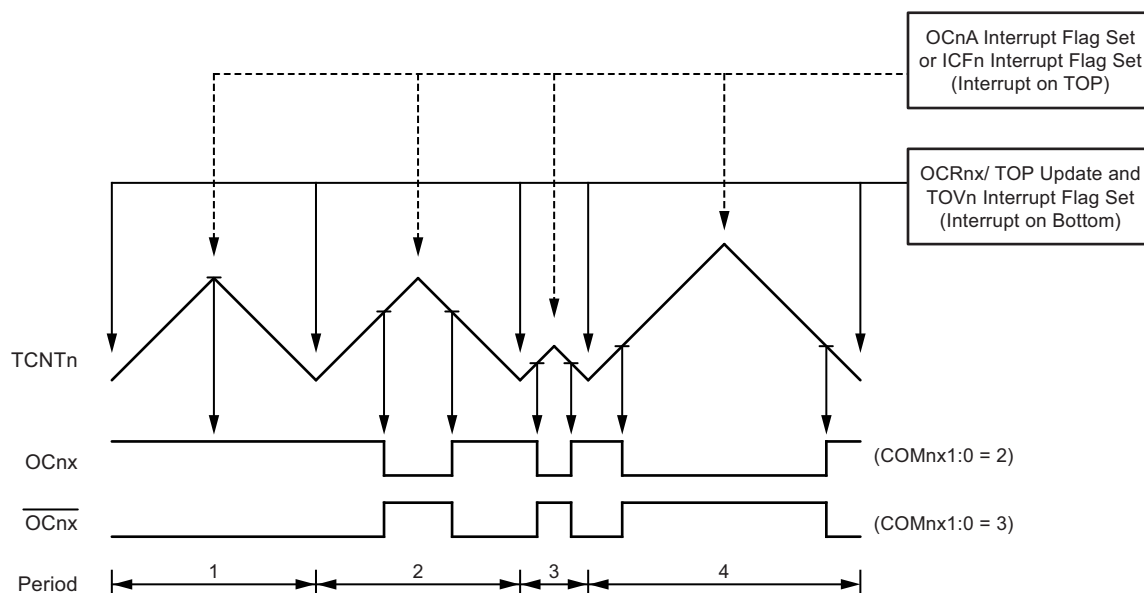 OCnA Interrupt Flag Set
or ICFn Interrupt Flag Set
(Interrupt on TOP)
OCRnx/ TOP Update and
TOVn Interrupt Flag Set
(Interrupt on Bottom)
TCNTn
OCnx
(COMnx1:0 = 2)
OCnx
(COMnx1:0 = 3)
Period
1
2
3
4